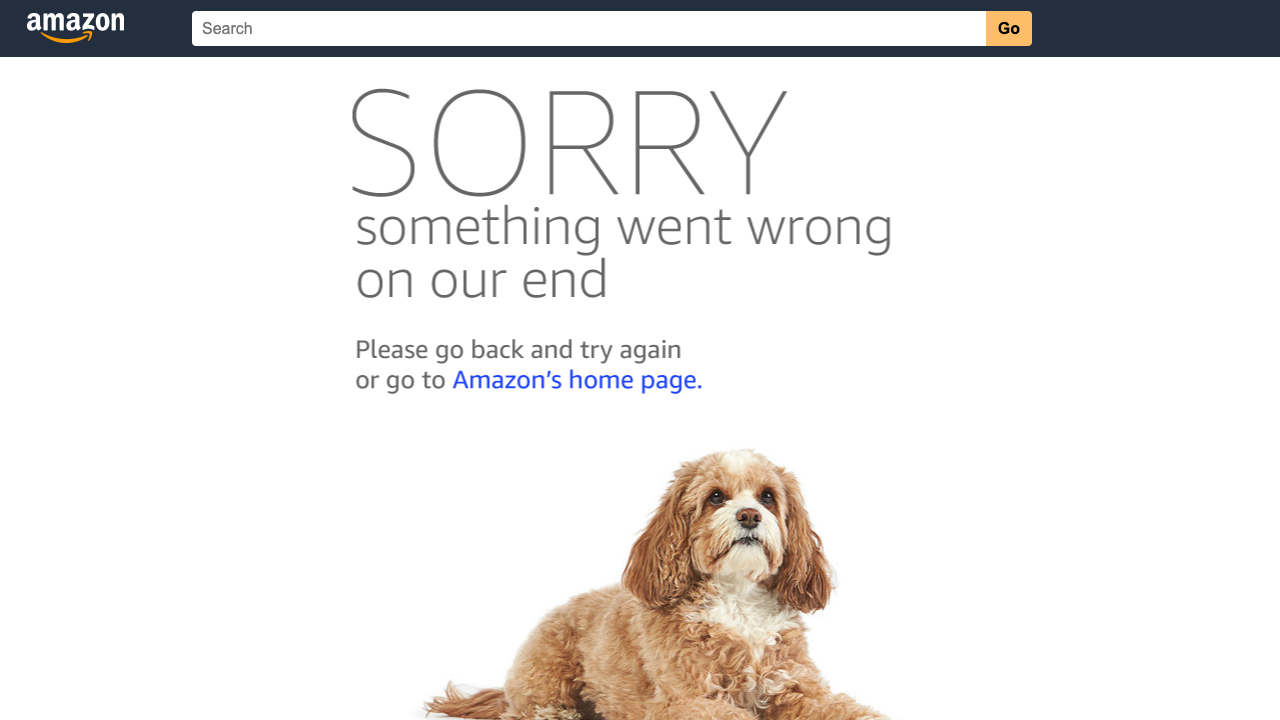 amazon
Search
Go
SORRY
something went wrong
on our end
Please go back and try again
or go to Amazon's home page.